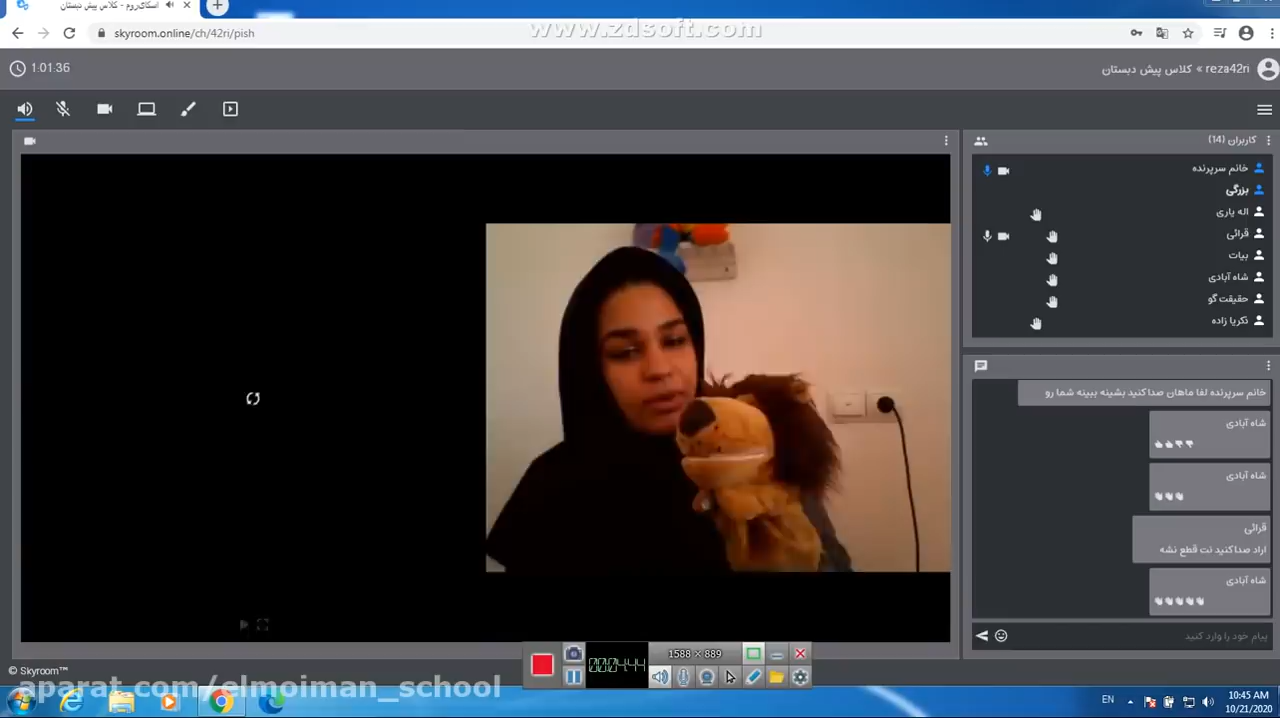 اسکای‌روم - کلاس پیش دبستان
skyroom.online/ch/42ri/pish
www.zdsoft.com
1:01:36
reza42ri » کلاس پیش دبستان
کاربران (14)
خانم سرپرنده
بزرگی
اله یاری
قرائی
بیات
شاه آبادی
حقیقت گو
ذکریا زاده
خانم سرپرنده لفا ماهان صداکنید بشینه ببینه شما رو
شاه آبادی
شاه آبادی
قرائی
اراد صداکنید نت قطع نشه
شاه آبادی
پیام خود را وارد کنید
© Skyroom™
1588 × 889
aparat.com/elmoiman_school
EN
10:45 AM
10/21/2020